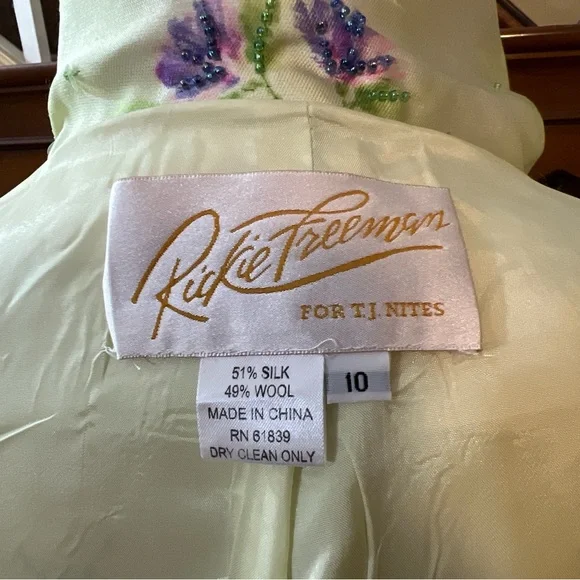 Rickie Freeman
FOR T.J. NITES
51% SILK
49% WOOL
MADE IN CHINA
RN 61839
DRY CLEAN ONLY
10